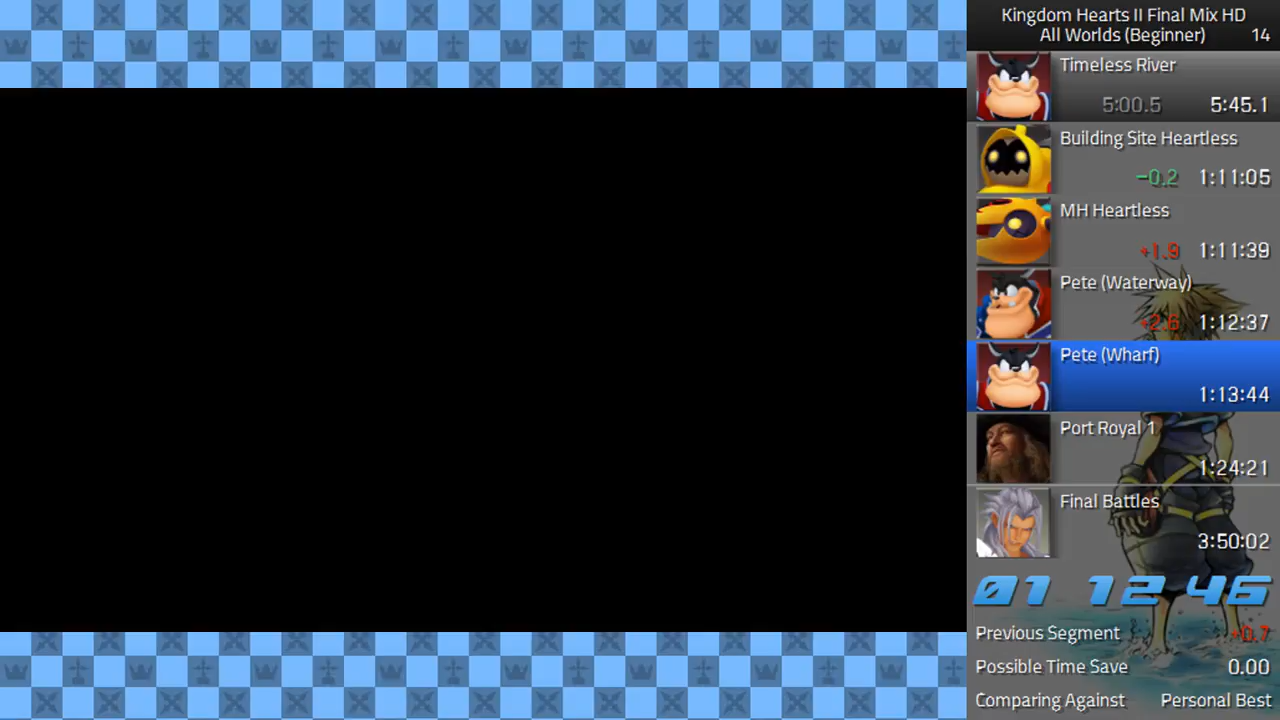 Kingdom Hearts II Final Mix HD
All Worlds (Beginner) 14
Timeless River
5:00.5 5:45.1
Building Site Heartless
-0.2 1:11:05
MH Heartless
+1.9 1:11:39
Pete (Waterway)
+2.6 1:12:37
Pete (Wharf)
1:13:44
Port Royal 1
1:24:21
Final Battles
3:50:02
01 12 46
Previous Segment +0.7
Possible Time Save 0.00
Comparing Against Personal Best